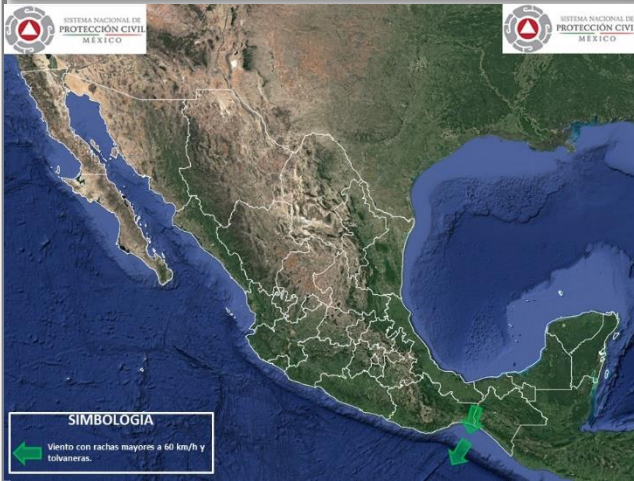 SISTEMA NACIONAL DE
PROTECCIÓN CIVIL
MÉXICO
SISTEMA NACIONAL DE
PROTECCIÓN CIVIL
MÉXICO
SIMBOLOGÍA
Viento con rachas mayores a 60 km/h y
tolvaneras.